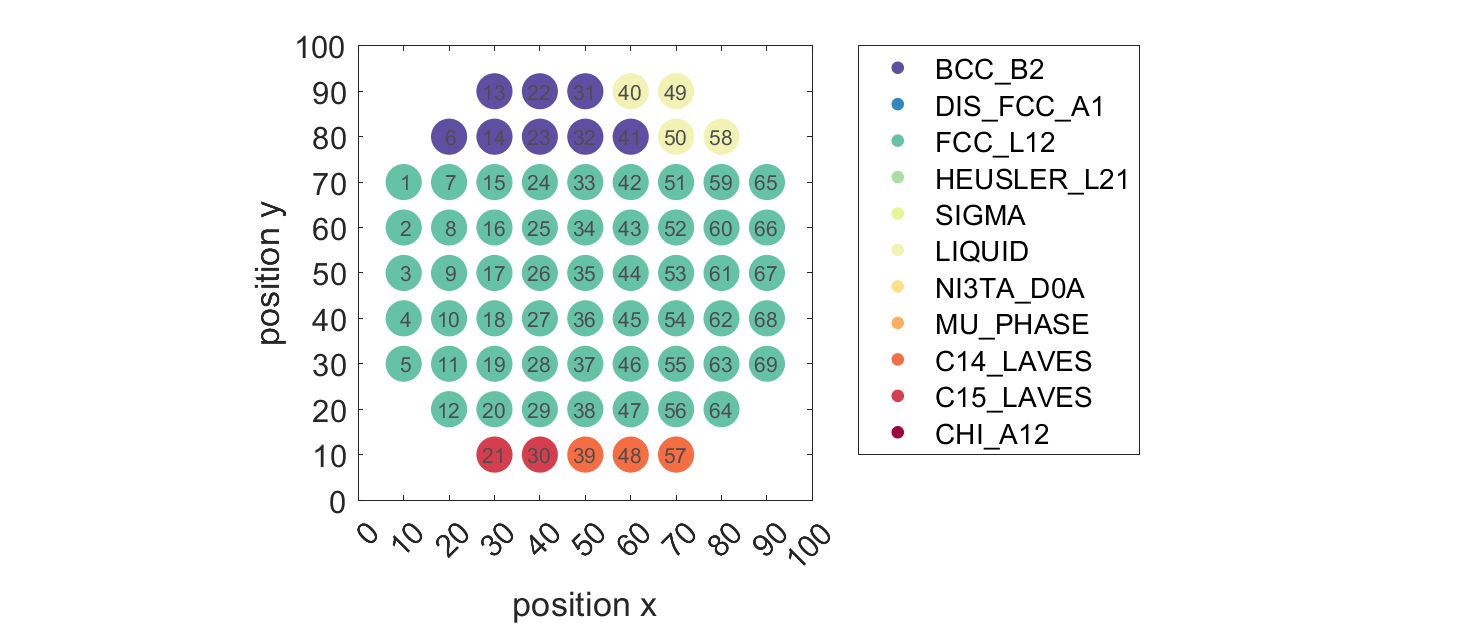 100
90
80
70
60
50
40
30
20
10
0
position y
13 22 31 40 49
6 14 23 32 41 50 58
1 7 15 24 33 42 51 59 65
2 8 16 25 34 43 52 60 66
3 9 17 26 35 44 53 61 67
4 10 18 27 36 45 54 62 68
5 11 19 28 37 46 55 63 69
12 20 29 38 47 56 64
21 30 39 48 57
0 10 20 30 40 50 60 70 80 90 100
position x
BCC_B2
DIS_FCC_A1
FCC_L12
HEUSLER_L21
SIGMA
LIQUID
NI3TA_D0A
MU_PHASE
C14_LAVES
C15_LAVES
CHI_A12